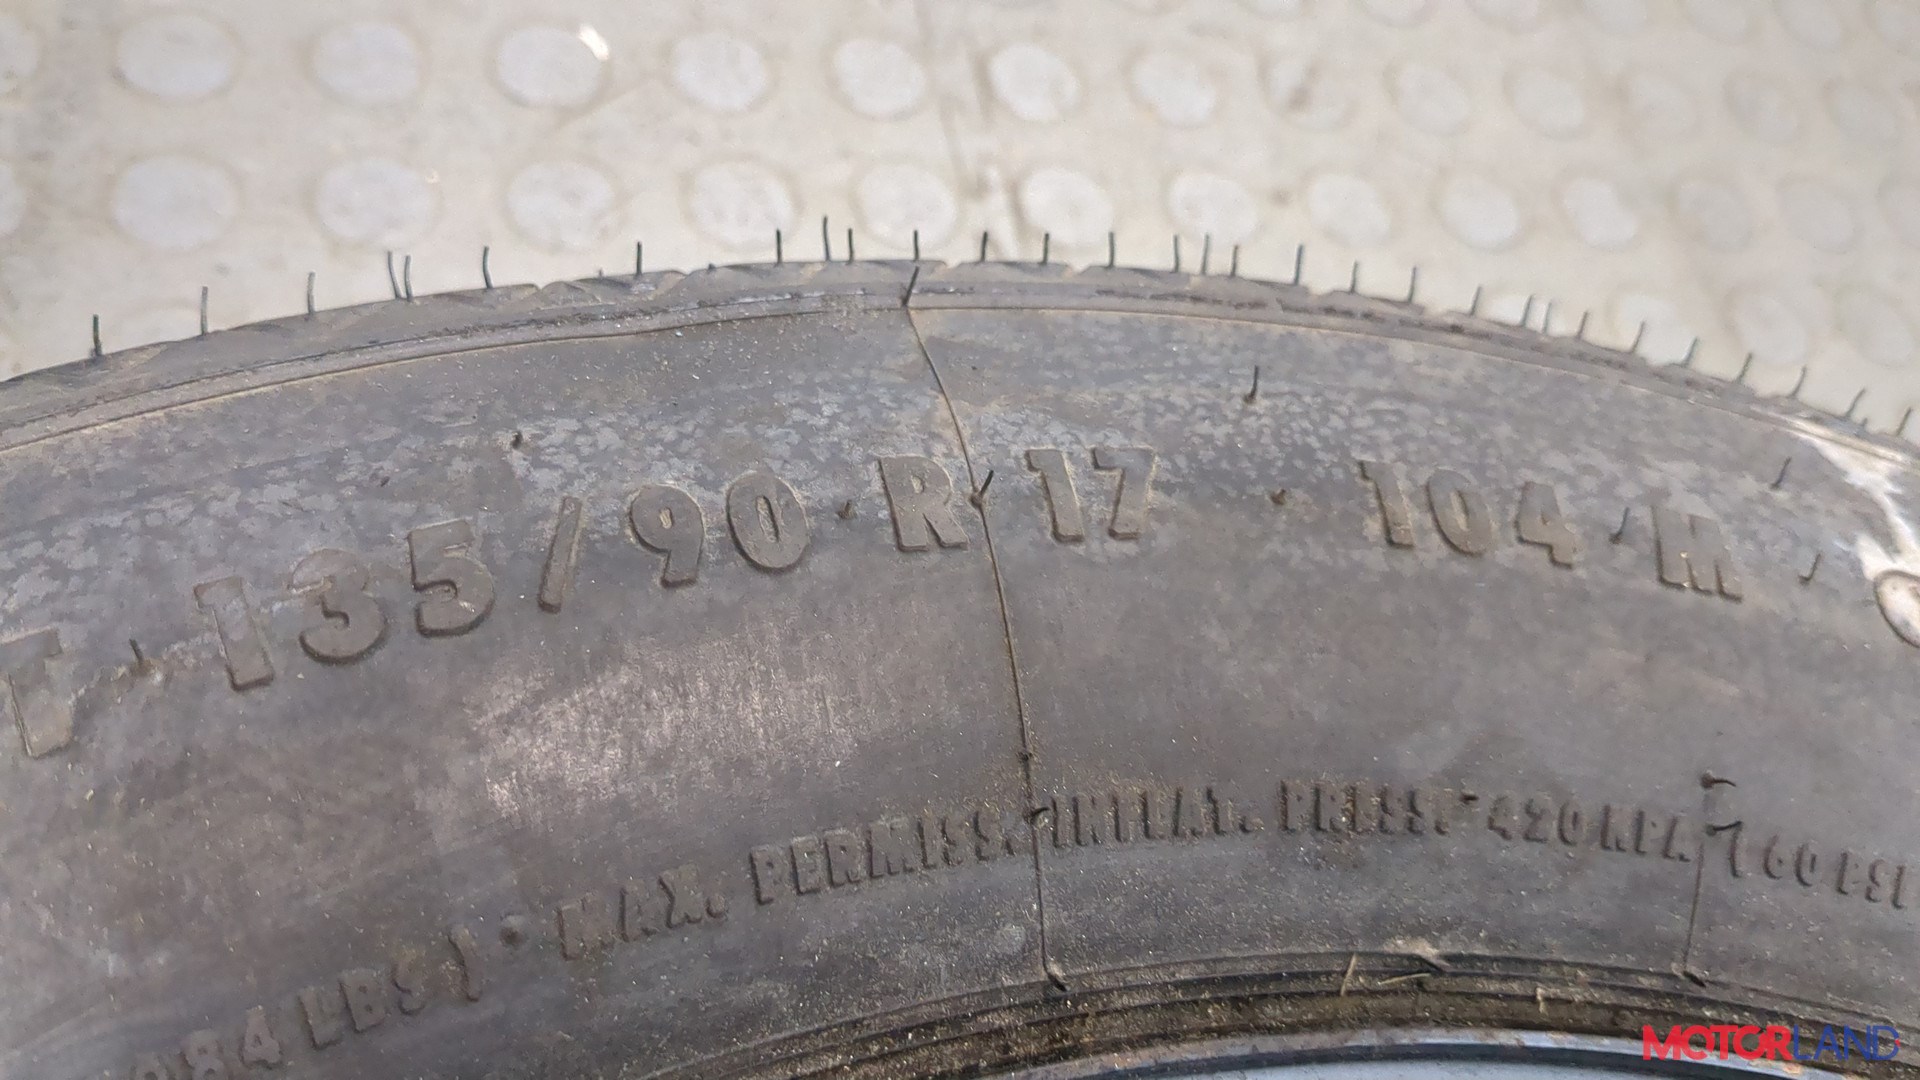 T 135/90 R 17 104 M
84 LBS) • MAX. PERMISS. INFLAT. PRESS. 420 KPA (60 PSI
MOTORLAND